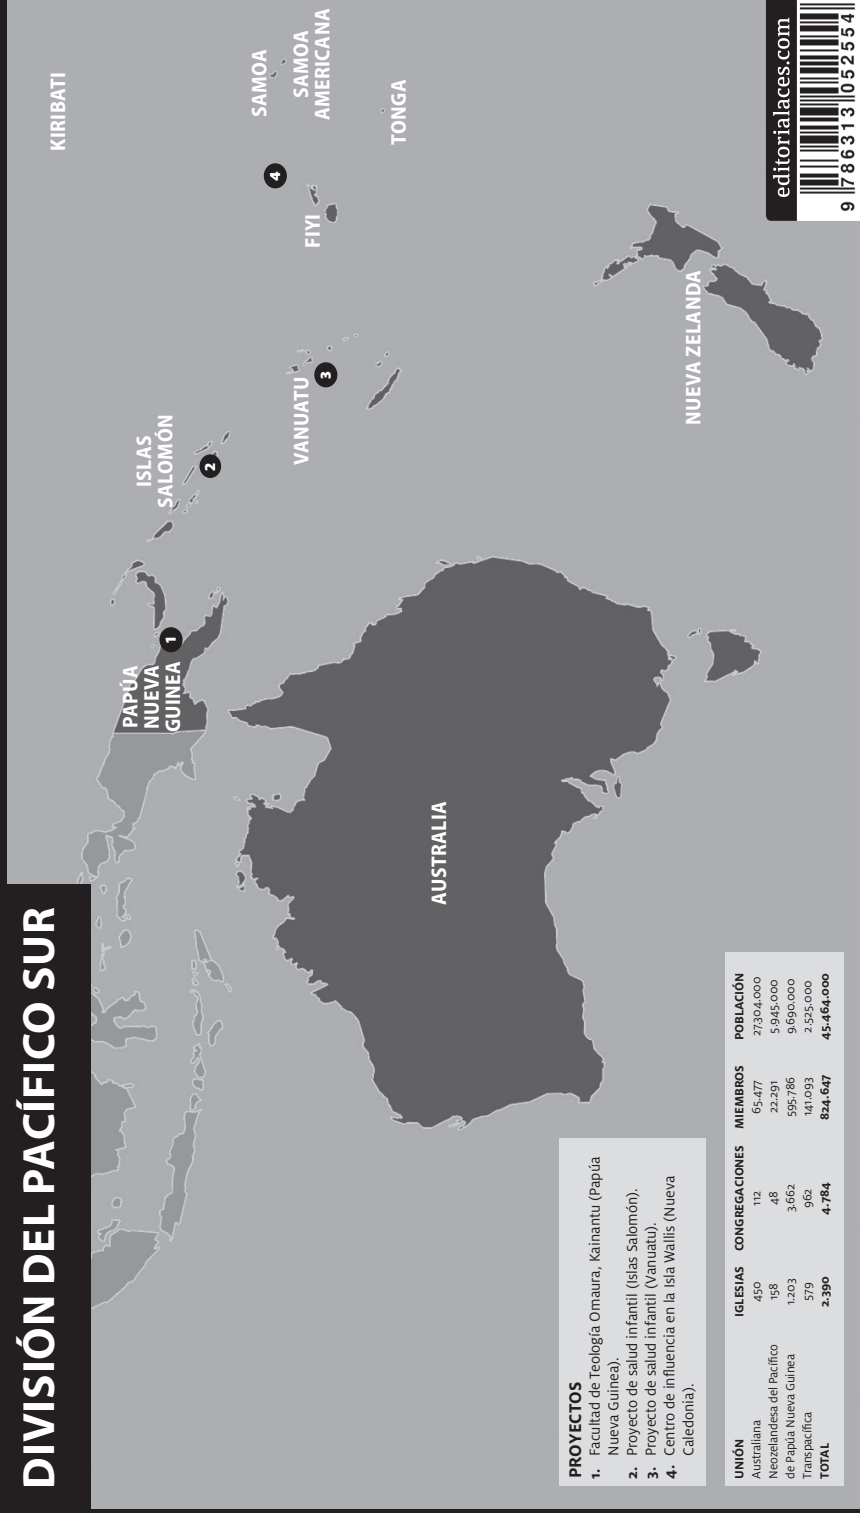 DIVISIÓN DEL PACÍFICO SUR
KIRIBATI
SAMOA
SAMOA
AMERICANA
TONGA
4
FIYI
ISLAS
SALOMÓN
2
VANUATU
3
PAPÚA
NUEVA
GUINEA
1
AUSTRALIA
NUEVA ZELANDA
PROYECTOS
1. Facultad de Teología Omaura, Kainantu (Papúa
Nueva Guinea).
2. Proyecto de salud infantil (Islas Salomón).
3. Proyecto de salud infantil (Vanuatu).
4. Centro de influencia en la Isla Wallis (Nueva
Caledonia).
UNIÓN IGLESIAS CONGREGACIONES MIEMBROS POBLACIÓN
Australiana 450 112 65.477 27.304.000
Neozelandesa del Pacífico 158 48 22.291 5.945.000
de Papúa Nueva Guinea 1.203 3.662 595.786 9.690.000
Transpacífica 579 962 141.093 2.525.000
TOTAL 2.390 4.784 824.647 45.464.000
editorialaces.com
9 786313 052554